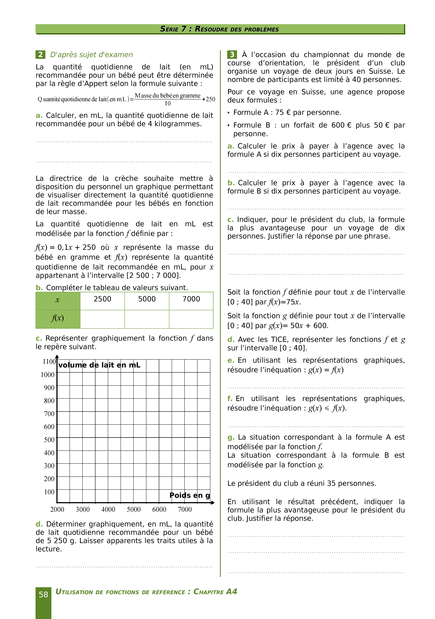 SÉRIE 7 : RÉSOUDRE DES PROBLÈMES
2 D'après sujet d'examen
La quantité quotidienne de lait (en mL)
recommandée pour un bébé peut être déterminée
par la règle d'Appert selon la formule suivante :
Q uantité quotidienne de lait(en mL)=Masse du bébé en gramme/10+250
a. Calculer, en mL, la quantité quotidienne de lait
recommandée pour un bébé de 4 kilogrammes.
La directrice de la crèche souhaite mettre à
disposition du personnel un graphique permettant
de visualiser directement la quantité quotidienne
de lait recommandée pour les bébés en fonction
de leur masse.
La quantité quotidienne de lait en mL est
modélisée par la fonction f définie par :
f(x) = 0,1x + 250 où x représente la masse du
bébé en gramme et f(x) représente la quantité
quotidienne de lait recommandée en mL, pour x
appartenant à l'intervalle [2 500 ; 7 000].
b. Compléter le tableau de valeurs suivant.
x 2500 5000 7000
f(x)
c. Représenter graphiquement la fonction f dans
le repère suivant.
1100 volume de lait en mL
1000
900
800
700
600
500
400
300
200
100 Poids en g
2000 3000 4000 5000 6000 7000
d. Déterminer graphiquement, en mL, la quantité
de lait quotidienne recommandée pour un bébé
de 5 250 g. Laisser apparents les traits utiles à la
lecture.
3 À l'occasion du championnat du monde de
course d'orientation, le président d'un club
organise un voyage de deux jours en Suisse. Le
nombre de participants est limité à 40 personnes.
Pour ce voyage en Suisse, une agence propose
deux formules :
• Formule A : 75 € par personne.
• Formule B : un forfait de 600 € plus 50 € par
personne.
a. Calculer le prix à payer à l'agence avec la
formule A si dix personnes participent au voyage.
b. Calculer le prix à payer à l'agence avec la
formule B si dix personnes participent au voyage.
c. Indiquer, pour le président du club, la formule
la plus avantageuse pour un voyage de dix
personnes. Justifier la réponse par une phrase.
Soit la fonction f définie pour tout x de l'intervalle
[0 ; 40] par f(x)=75x.
Soit la fonction g définie pour tout x de l'intervalle
[0 ; 40] par g(x)= 50x + 600.
d. Avec les TICE, représenter les fonctions f et g
sur l'intervalle [0 ; 40].
e. En utilisant les représentations graphiques,
résoudre l'inéquation : g(x) = f(x)
f. En utilisant les représentations graphiques,
résoudre l'inéquation : g(x) ⩽ f(x).
g. La situation correspondant à la formule A est
modélisée par la fonction f.
La situation correspondant à la formule B est
modélisée par la fonction g.
Le président du club a réuni 35 personnes.
En utilisant le résultat précédent, indiquer la
formule la plus avantageuse pour le président du
club. Justifier la réponse.
58 UTILISATION DE FONCTIONS DE RÉFÉRENCE : CHAPITRE A4